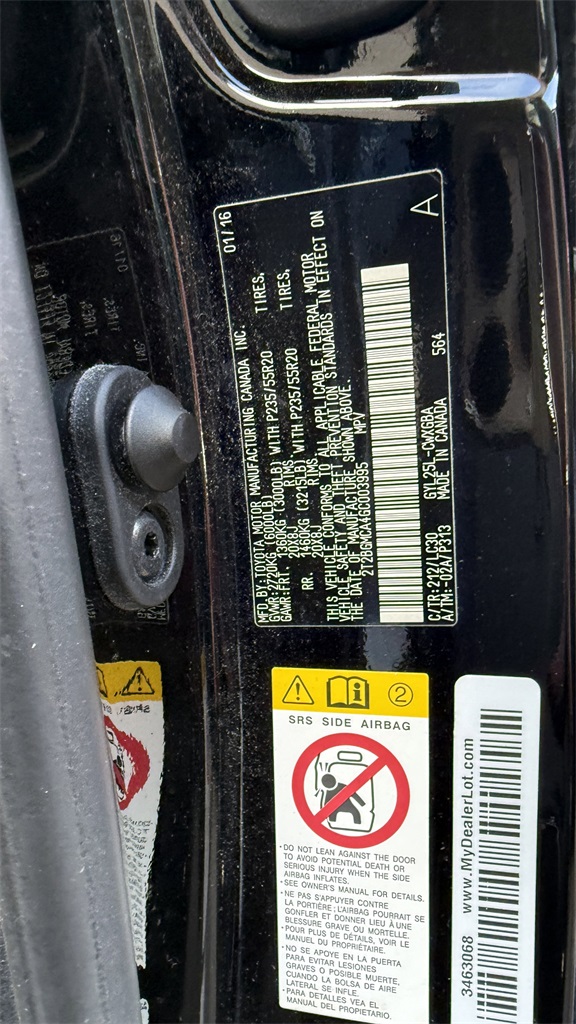 MFD.BY:TOYOTA MOTOR MANUFACTURING CANADA INC. 01/16
GVWR:2720KG(6000LB)
GAWR:FRT. 1360KG(3000LB)WITH P235/55R20 TIRES,
20X8J RIMS
RR. 1460KG(3215LB)WITH P235/55R20 TIRES,
20X8J RIMS
THIS VEHICLE CONFORMS TO ALL APPLICABLE FEDERAL MOTOR
VEHICLE SAFETY AND THEFT PREVENTION STANDARDS IN EFFECT ON
THE DATE OF MANUFACTURE SHOWN ABOVE.
2T2BGMCA4GC003995 MPV
C/TR:212/LC30 GYL25L-CWXGBA
A/TM:-02A/P313 MADE IN CANADA 564 A
2
SRS SIDE AIRBAG
•DO NOT LEAN AGAINST THE DOOR
TO AVOID POTENTIAL DEATH OR
SERIOUS INJURY WHEN THE SIDE
AIRBAG INFLATES.
•SEE OWNER'S MANUAL FOR DETAILS.
•NE PAS S'APPUYER CONTRE
LA PORTIÈRE; L'AIRBAG POURRAIT SE
GONFLER ET DONNER LIEU À UNE
BLESSURE GRAVE OU MORTELLE.
•POUR PLUS DE DÉTAILS, VOIR LE
MANUEL DU PROPRIÉTAIRE.
•NO SE APOYE EN LA PUERTA
PARA EVITAR LESIONES
GRAVES O POSIBLE MUERTE,
CUANDO LA BOLSA DE AIRE
LATERAL SE INFLE.
•PARA DETALLES VEA EL
MANUAL DEL PROPIETARIO.
3463068 www.MyDealerLot.com